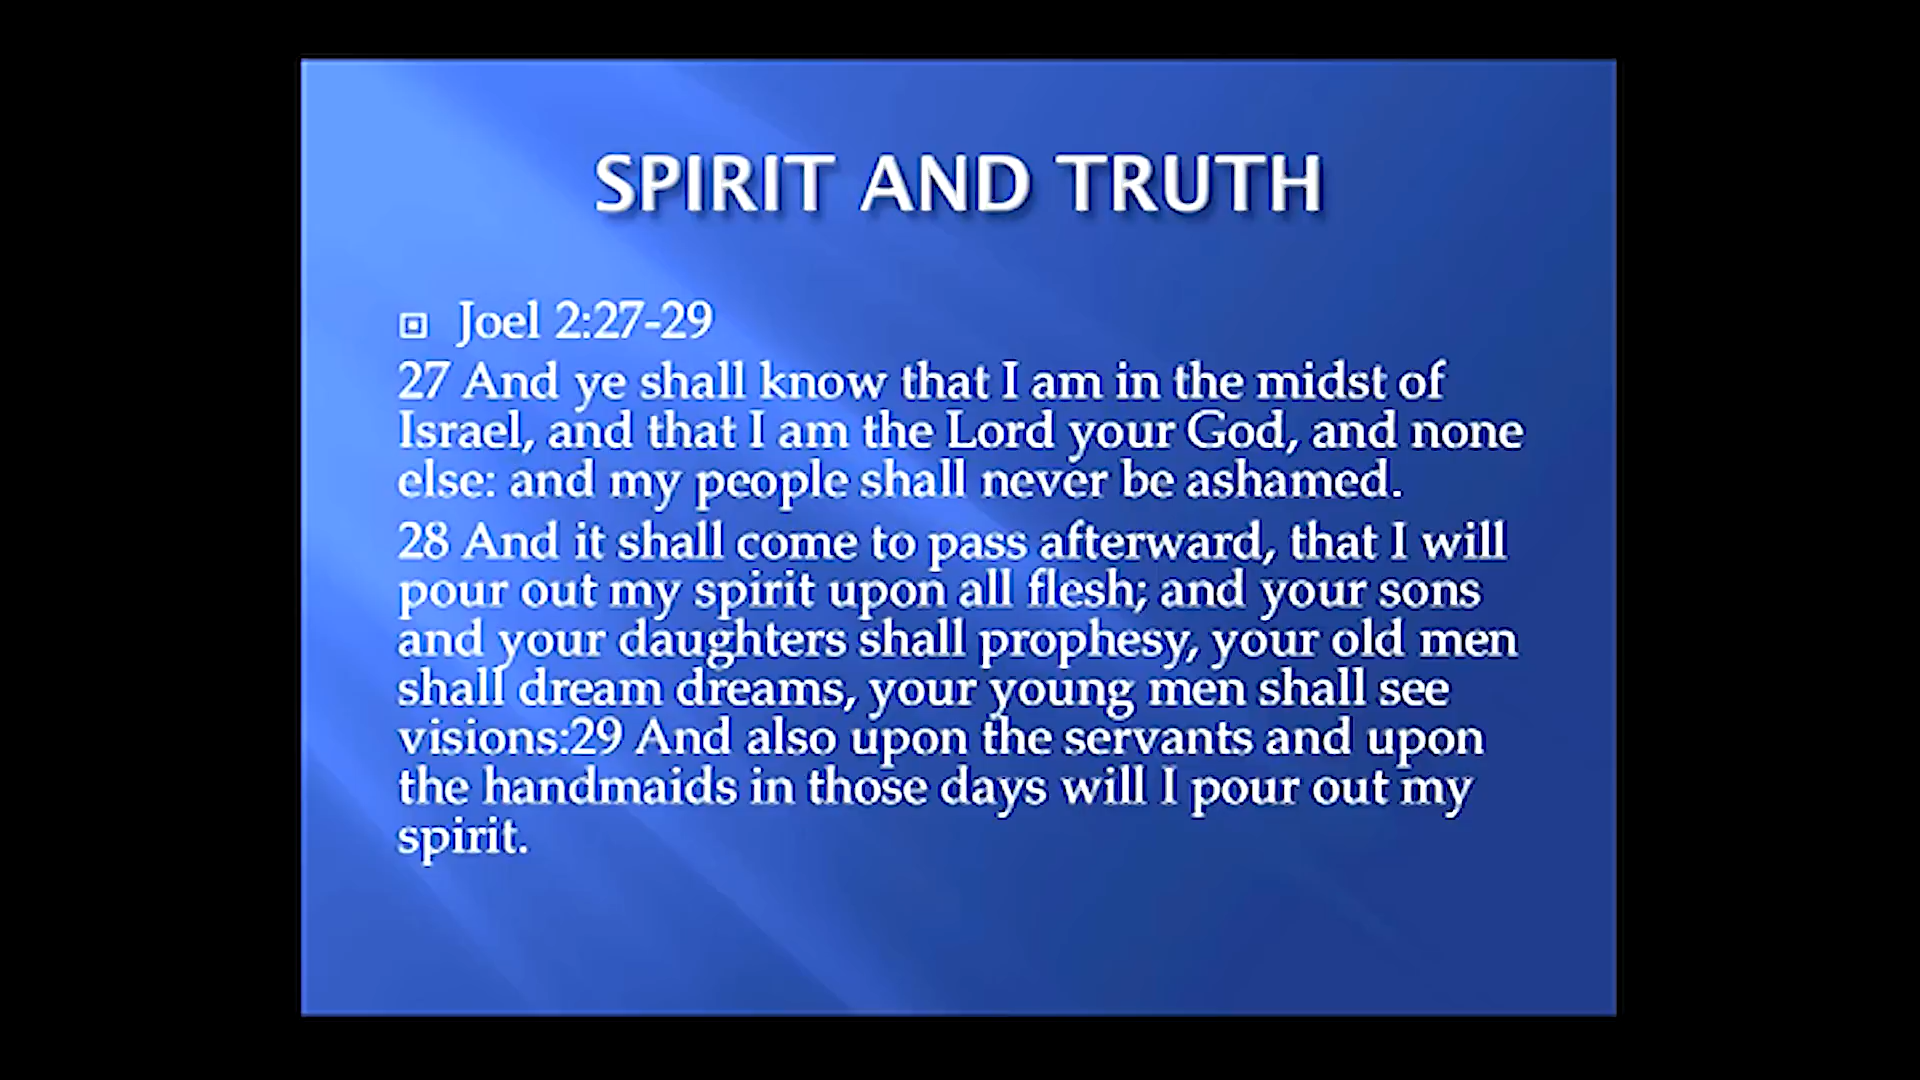 SPIRIT AND TRUTH
Joel 2:27-29
27 And ye shall know that I am in the midst of
Israel, and that I am the Lord your God, and none
else: and my people shall never be ashamed.
28 And it shall come to pass afterward, that I will
pour out my spirit upon all flesh; and your sons
and your daughters shall prophesy, your old men
shall dream dreams, your young men shall see
visions:29 And also upon the servants and upon
the handmaids in those days will I pour out my
spirit.